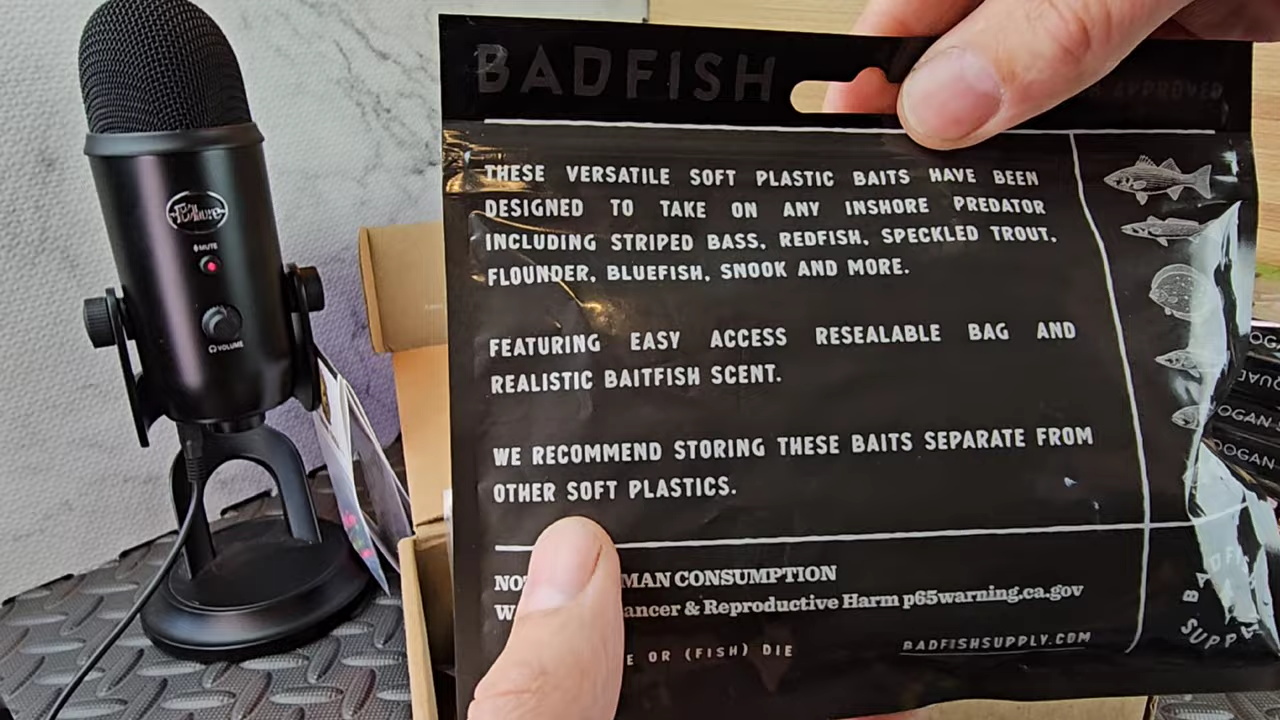 BADFISH
THESE VERSATILE SOFT PLASTIC BAITS HAVE BEEN
DESIGNED TO TAKE ON ANY INSHORE PREDATOR
INCLUDING STRIPED BASS, REDFISH, SPECKLED TROUT,
FLOUNDER, BLUEFISH, SNOOK AND MORE.
FEATURING EASY ACCESS RESEALABLE BAG AND
REALISTIC BAITFISH SCENT.
WE RECOMMEND STORING THESE BAITS SEPARATE FROM
OTHER SOFT PLASTICS.
MAN CONSUMPTION
ancer & Reproductive Harm p65warning.ca.gov
E OR (FISH) DIE
BADFISHSUPPLY.COM
MUTE
VOLUME
OGAN
OGAN